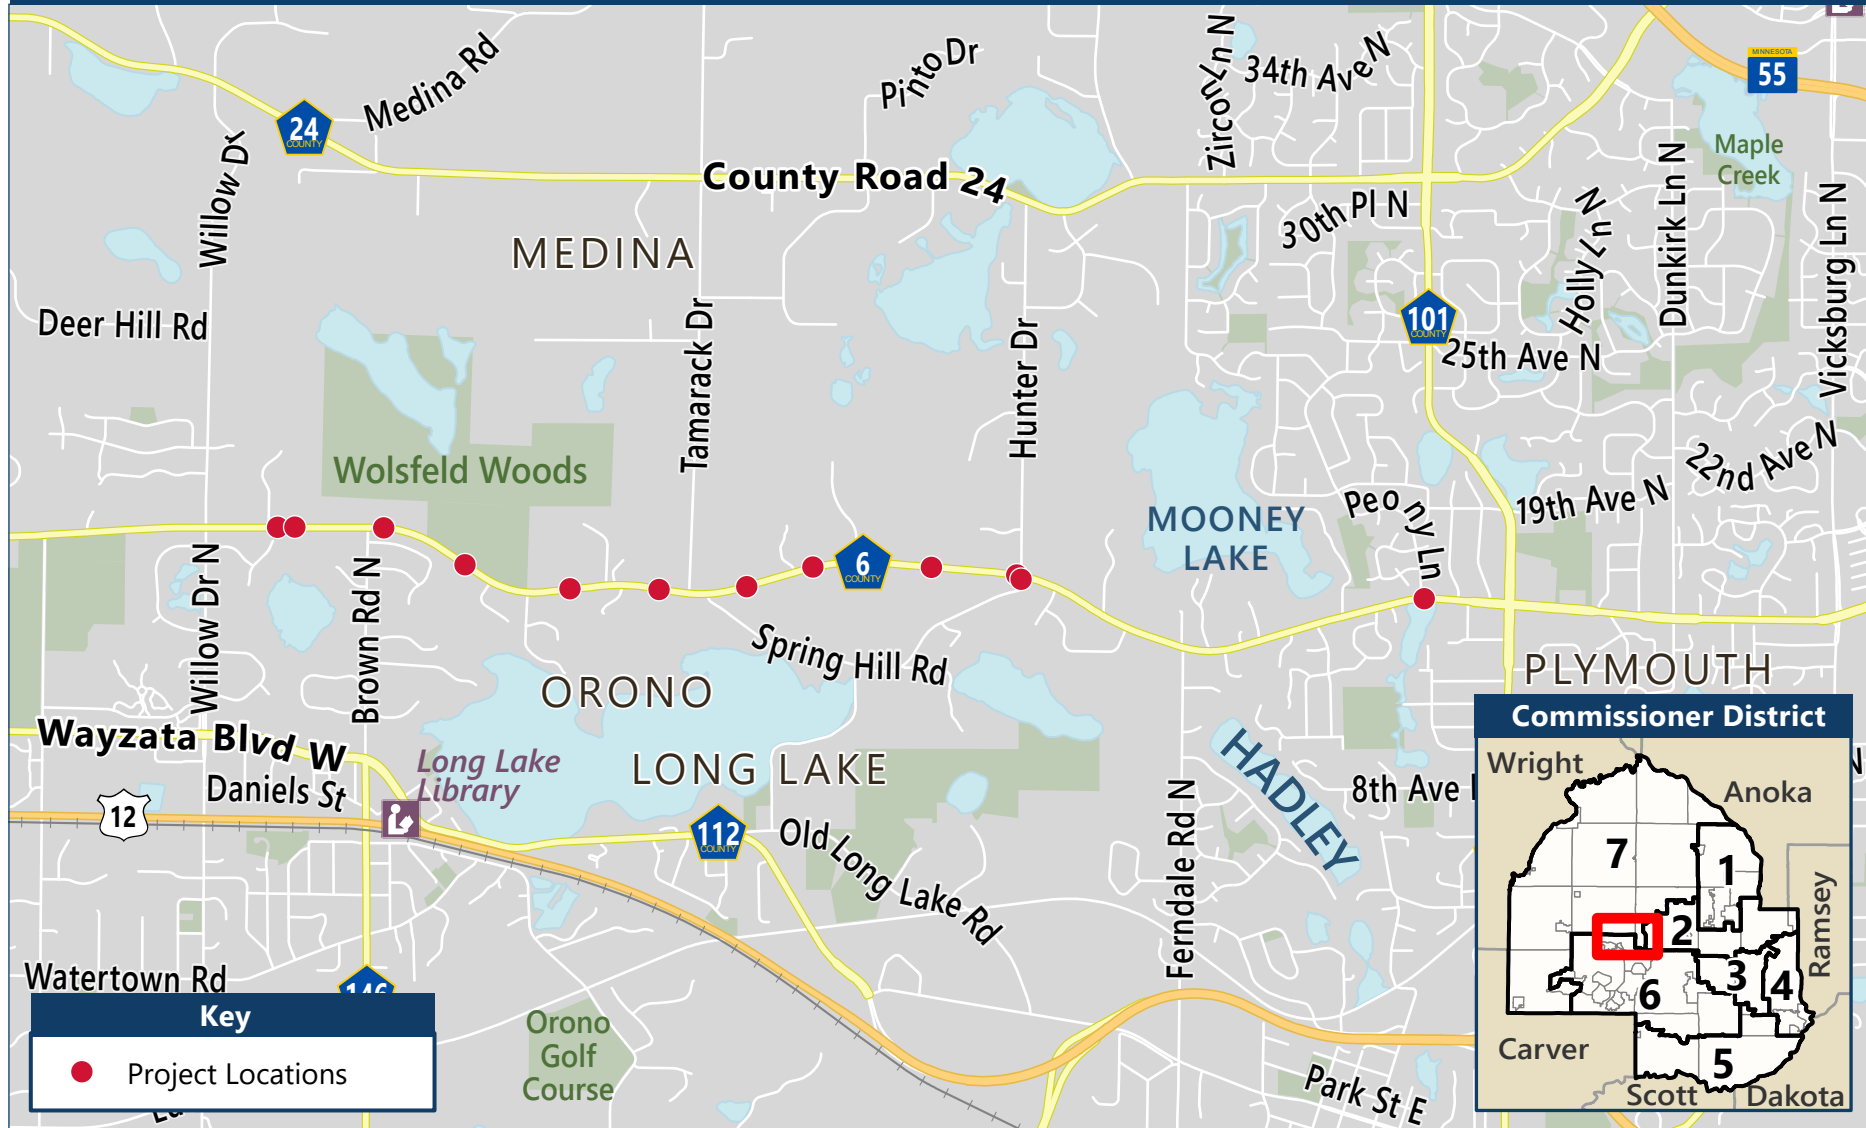 Zircon Ln N
34th Ave N
MINNESOTA
55
Medina Rd
Pinto Dr
24
COUNTY
Willow Dr
Maple
Creek
County Road 24
30th Pl N
Holly Ln N
Dunkirk Ln N
Vicksburg Ln N
MEDINA
Deer Hill Rd
Tamarack Dr
Hunter Dr
101
COUNTY
25th Ave N
22nd Ave N
Wolsfeld Woods
19th Ave N
Peony Ln
MOONEY
LAKE
6
COUNTY
Willow Dr N
Brown Rd N
Spring Hill Rd
ORONO
PLYMOUTH
Wayzata Blvd W
Long Lake
Library
LONG LAKE
HADLEY
8th Ave
Daniels St
12
112
COUNTY
Old Long Lake Rd
Ferndale Rd N
Watertown Rd
146
Orono
Golf
Course
Park St E
Key
Project Locations
Commissioner District
Wright
Anoka
7
1
2
Ramsey
3
4
6
Carver
5
Scott
Dakota